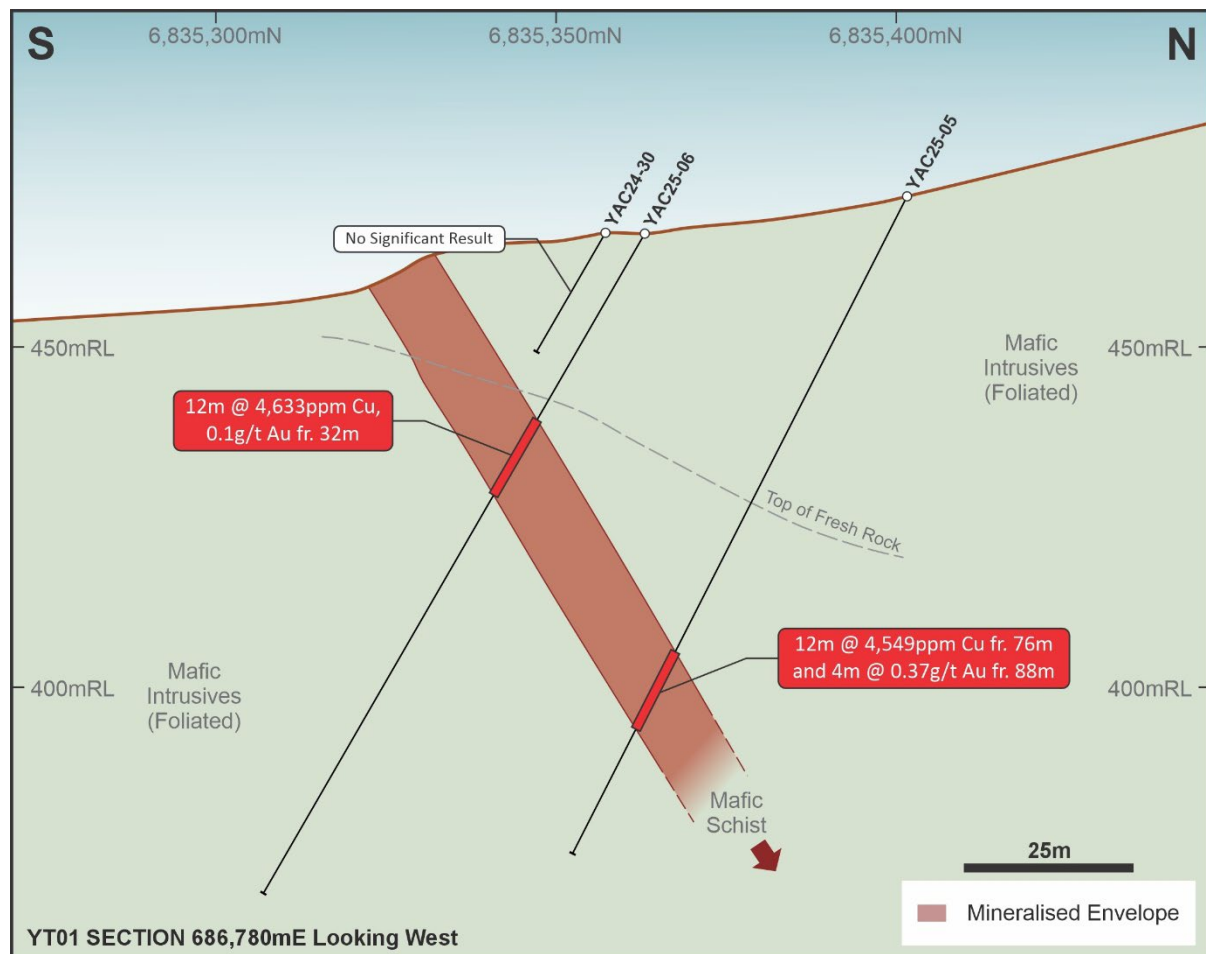 S
6,835,300mN
6,835,350mN
6,835,400mN
N
YAC24-30
YAC25-06
YAC25-05
No Significant Result
450mRL
Mafic
Intrusives
(Foliated)
450mRL
12m @ 4,633ppm Cu,
0.1g/t Au fr. 32m
Top of Fresh Rock
12m @ 4,549ppm Cu fr. 76m
and 4m @ 0.37g/t Au fr. 88m
400mRL
Mafic
Intrusives
(Foliated)
400mRL
Mafic
Schist
25m
Mineralised Envelope
YT01 SECTION 686,780mE Looking West